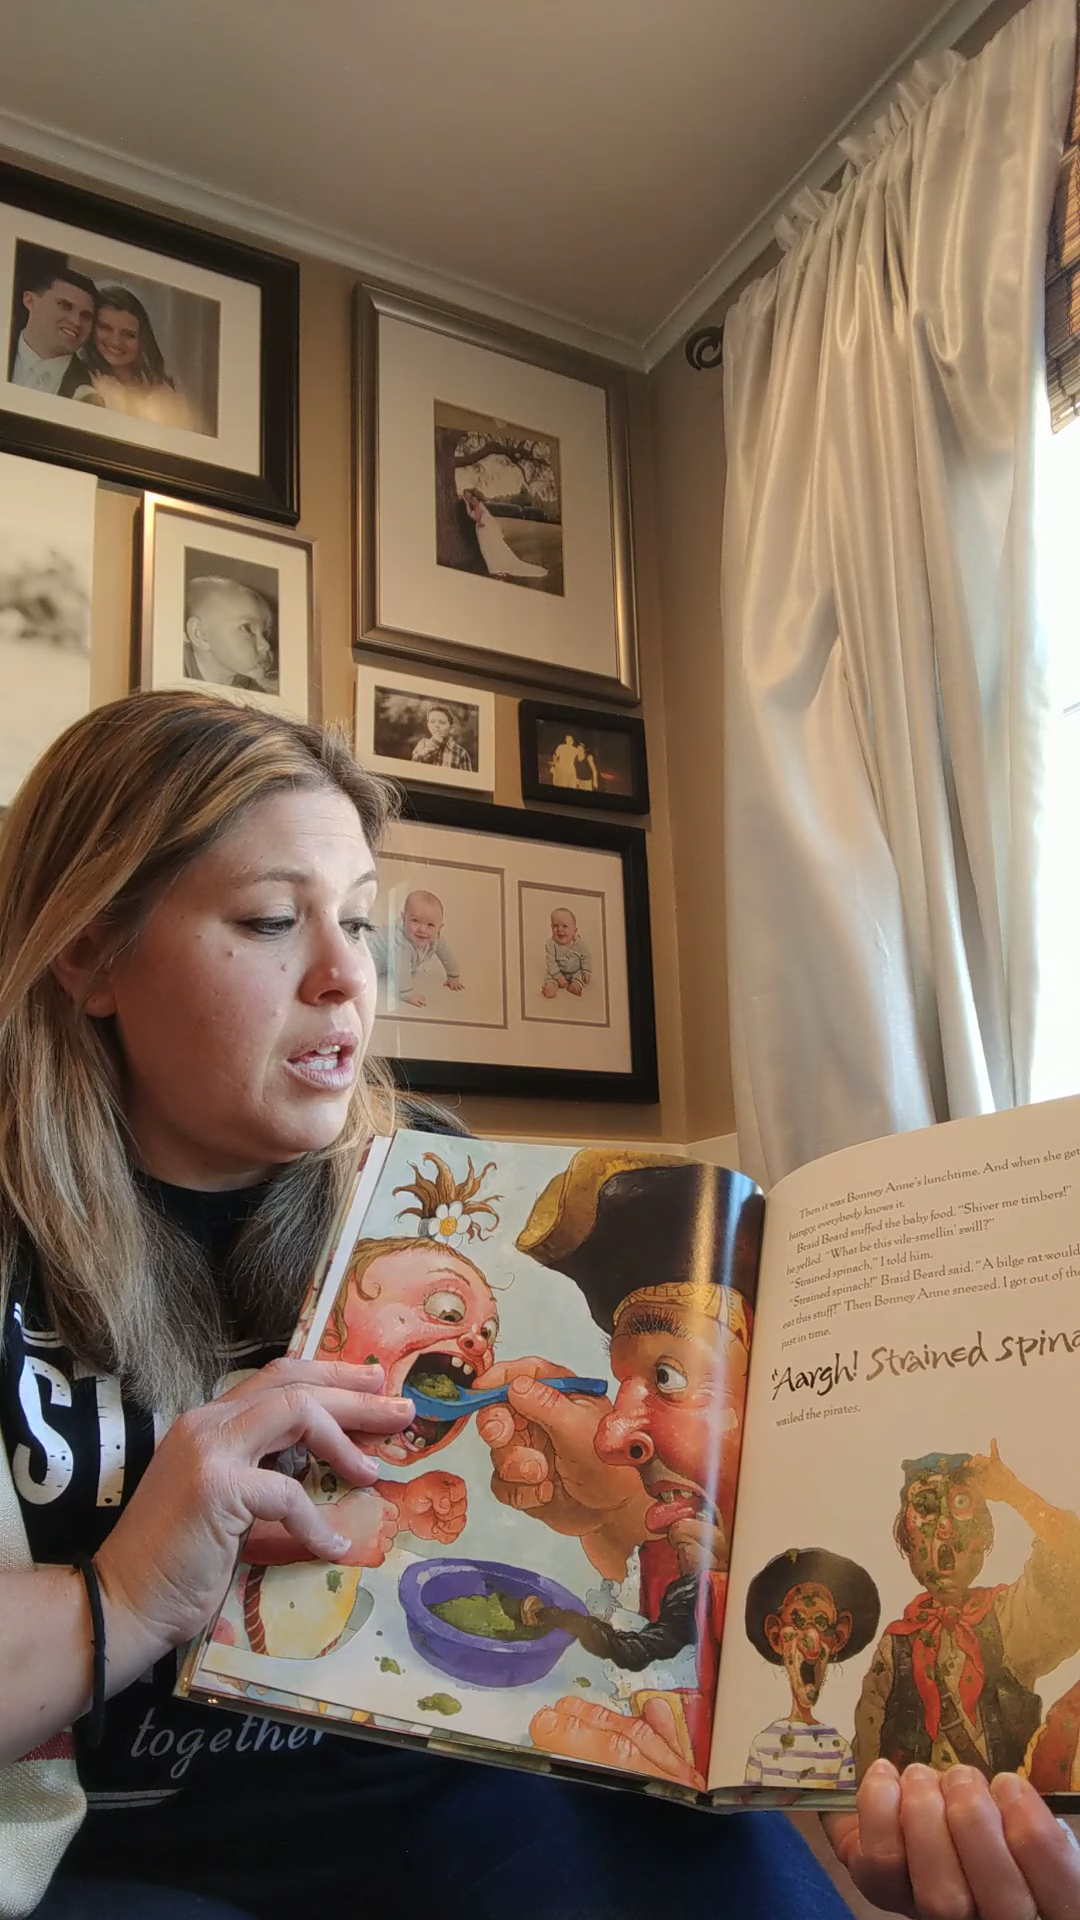 Then it was Bonney Anne's lunchtime. And when she get
hungry, everybody knows it.
Braid Beard sniffed the baby food. "Shiver me timbers!"
he yelled. "What be this vile-smellin' swill?"
"Strained spinach," I told him.
"Strained spinach!" Braid Beard said. "A bilge rat would
eat this stuff!" Then Bonney Anne sneezed. I got out of the
just in time.
"Aargh! Strained spina
wailed the pirates.
ST
together